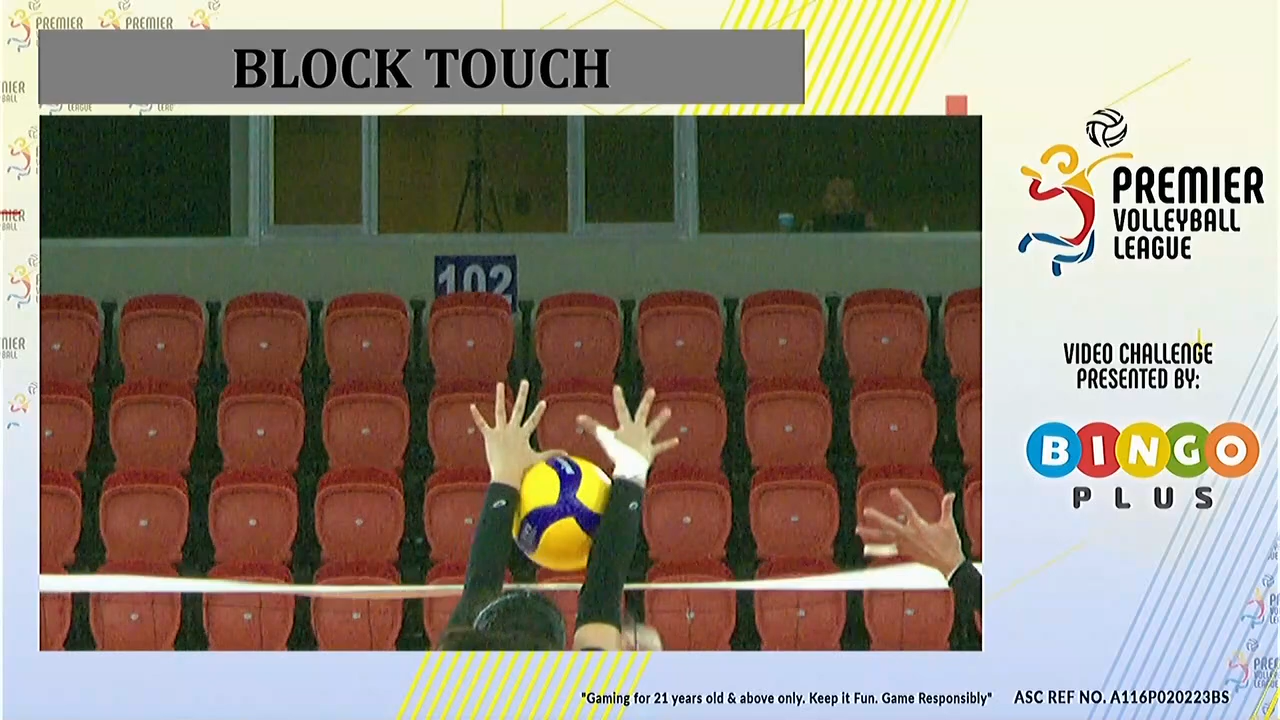 BLOCK TOUCH
102
PREMIER
VOLLEYBALL
LEAGUE
VIDEO CHALLENGE
PRESENTED BY:
BINGO
PLUS
"Gaming for 21 years old & above only. Keep it Fun. Game Responsibly"
ASC REF NO. A116P020223BS